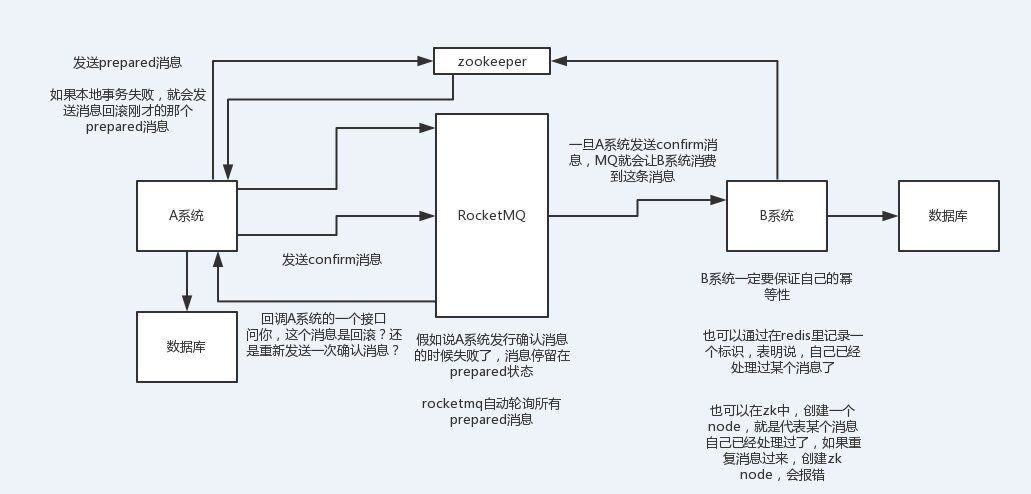 发送prepared消息
如果本地事务失败，就会发
送消息回滚刚才的那个
prepared消息
zookeeper
一旦A系统发送confirm消
息，MQ就会让B系统消费
到这条消息
A系统
RocketMQ
B系统
数据库
发送confirm消息
B系统一定要保证自己的幂
等性
回调A系统的一个接口
问你，这个消息是回滚？还
是重新发送一次确认消息？
数据库
假如说A系统发行确认消息
的时候失败了，消息停留在
prepared状态
rocketmq自动轮询所有
prepared消息
也可以通过在redis里记录一
个标识，表明说，自己已经
处理过某个消息了
也可以在zk中，创建一个
node，就是代表某个消息
自己已经处理过了，如果重
复消息过来，创建zk
node，会报错